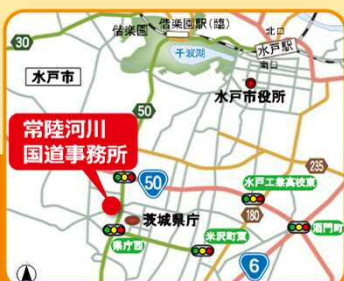 偕楽園
偕楽園駅(臨)
北口
水戸駅
南口
30
千波湖
水戸市
水戸市役所
50
常陸河川
国道事務所
235
水戸工業高校東
50
180
茨城県庁
酒門町
県庁西
米沢町東
6